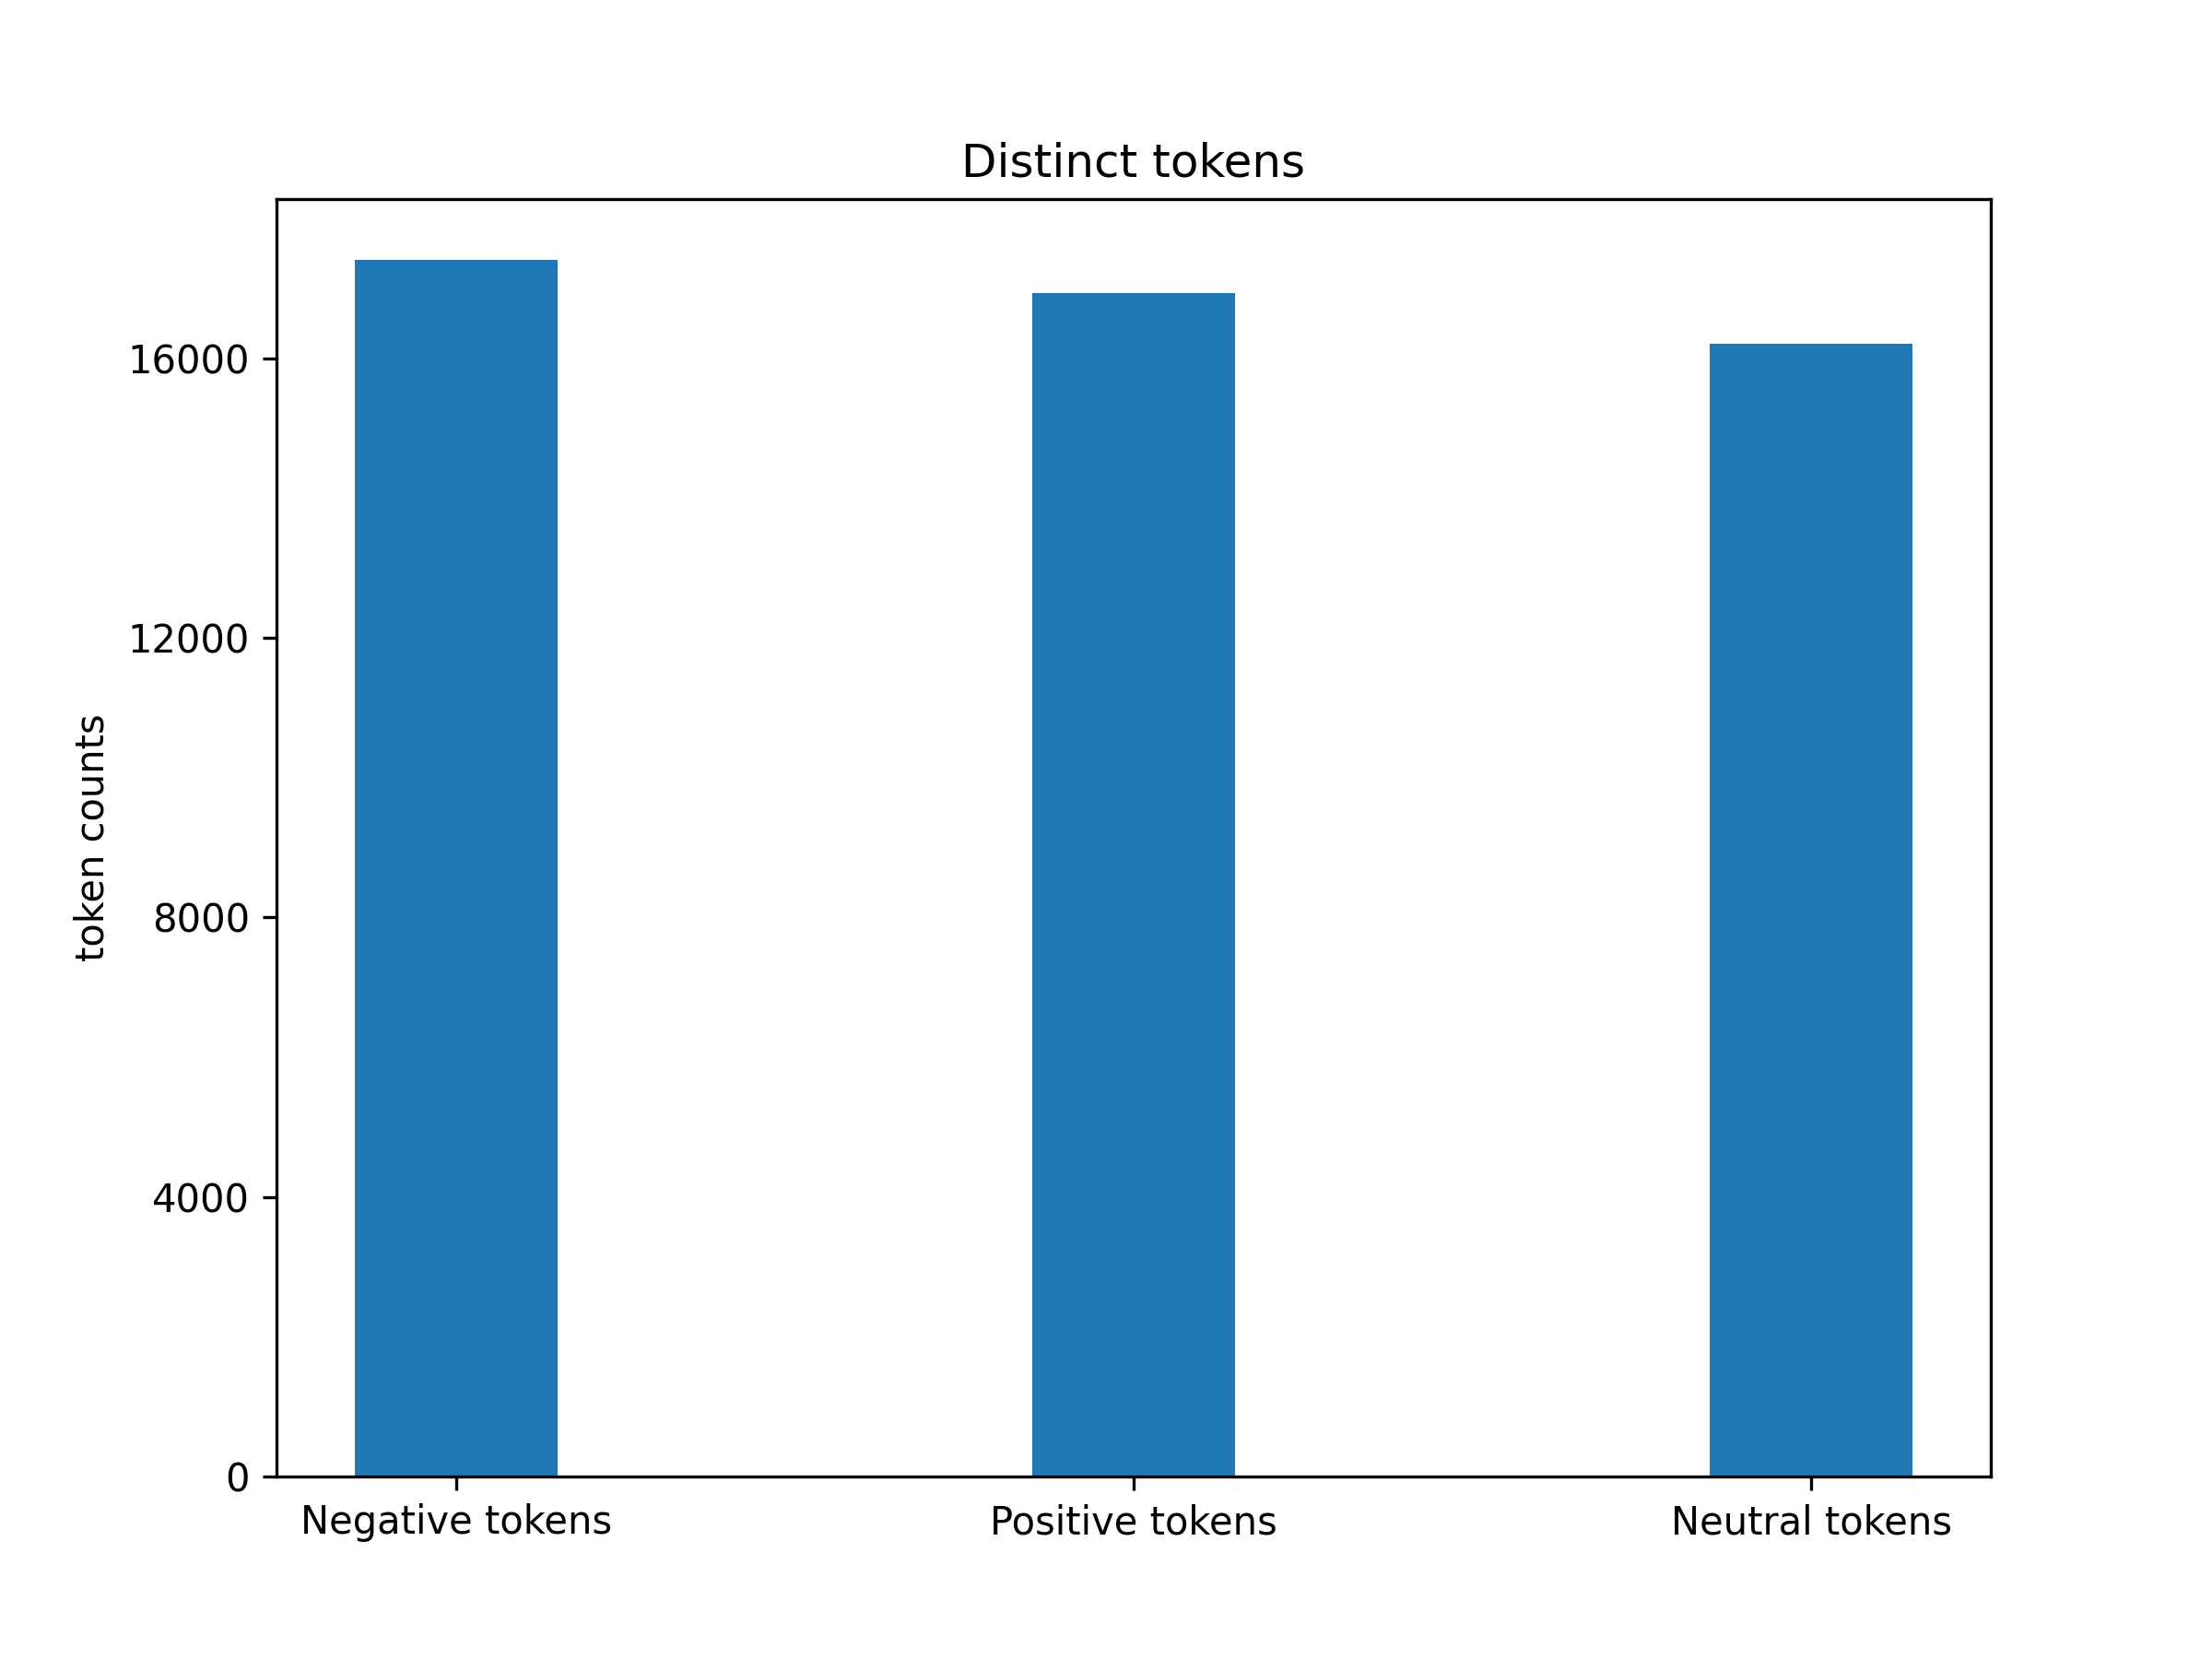 Distinct tokens
16000
12000
8000
4000
0
token counts
Negative tokens
Positive tokens
Neutral tokens